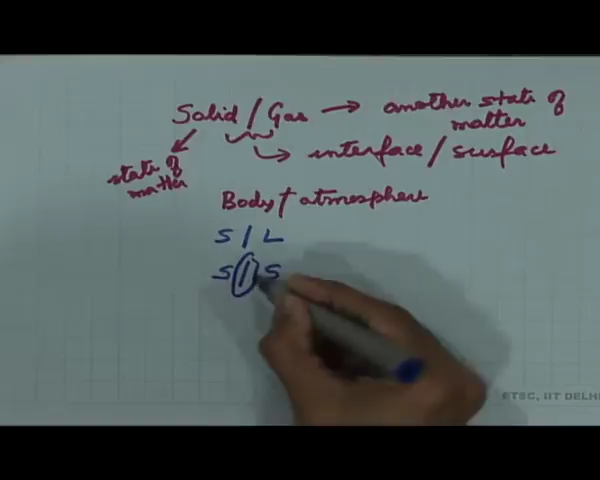 Solid / Gas → another state of
matter
state of
matter
interface / surface
Body / atmosphere
S / L
S / S
ETSC, IIT DELHI